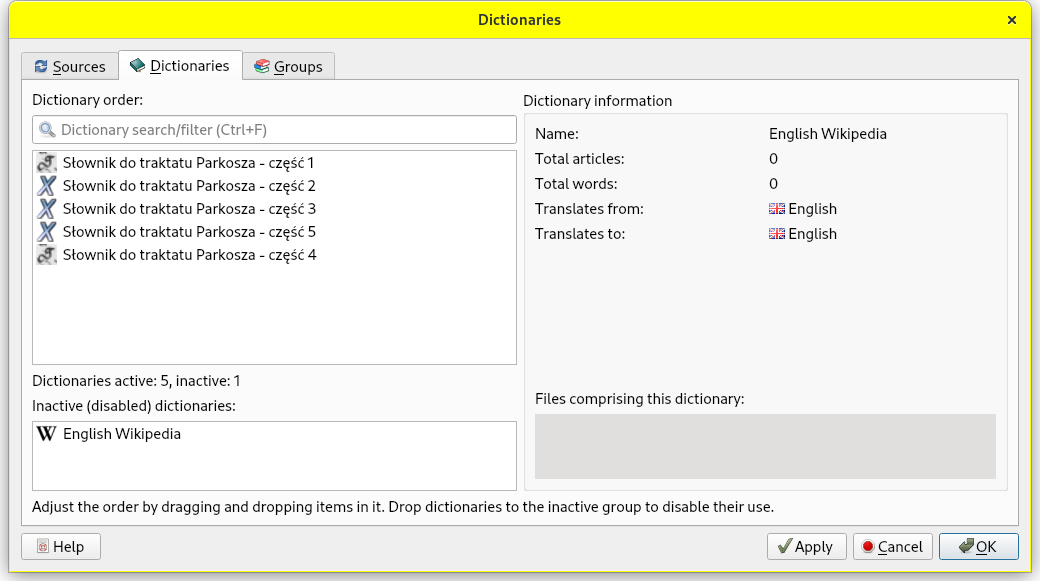 Dictionaries
Sources
Dictionaries
Groups
Dictionary order:
Dictionary search/filter (Ctrl+F)
Słownik do traktatu Parkosza - część 1
Słownik do traktatu Parkosza - część 2
Słownik do traktatu Parkosza - część 3
Słownik do traktatu Parkosza - część 5
Słownik do traktatu Parkosza - część 4
Dictionaries active: 5, inactive: 1
Inactive (disabled) dictionaries:
W English Wikipedia
Dictionary information
Name: English Wikipedia
Total articles: 0
Total words: 0
Translates from: English
Translates to: English
Files comprising this dictionary:
Adjust the order by dragging and dropping items in it. Drop dictionaries to the inactive group to disable their use.
Help
Apply
Cancel
OK